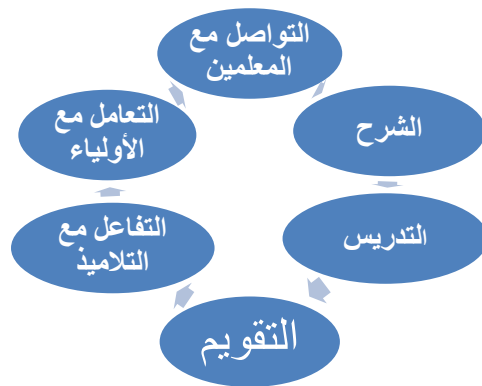 التواصل مع
المعلمين
الشرح
التدريس
التقويم
التفاعل مع
التلاميذ
التعامل مع
الأولياء